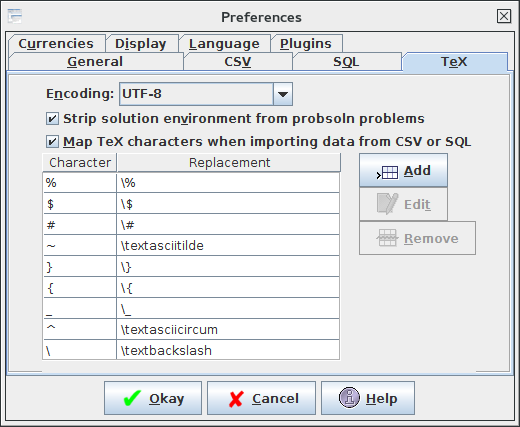 Preferences
Currencies Display Language Plugins
General CSV SQL TeX
Encoding: UTF-8
Strip solution environment from probsoln problems
Map TeX characters when importing data from CSV or SQL
Character Replacement
% \%
$ \$
# \#
~ \textasciitilde
} \}
{ \{
_ \_
^ \textasciicircum
\ \textbackslash
Add
Edit
Remove
Okay Cancel Help